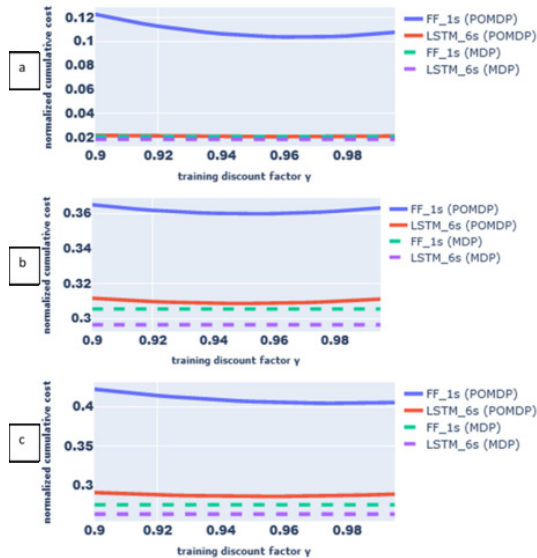 a
normalized cumulative cost
0.12
0.1
0.08
0.06
0.04
0.02
0.9
0.92
0.94
0.96
0.98
training discount factor γ
FF_1s (POMDP)
LSTM_6s (POMDP)
FF_1s (MDP)
LSTM_6s (MDP)
b
normalized cumulative cost
0.36
0.34
0.32
0.3
0.9
0.92
0.94
0.96
0.98
training discount factor γ
FF_1s (POMDP)
LSTM_6s (POMDP)
FF_1s (MDP)
LSTM_6s (MDP)
c
normalized cumulative cost
0.4
0.35
0.3
0.9
0.92
0.94
0.96
0.98
training discount factor γ
FF_1s (POMDP)
LSTM_6s (POMDP)
FF_1s (MDP)
LSTM_6s (MDP)